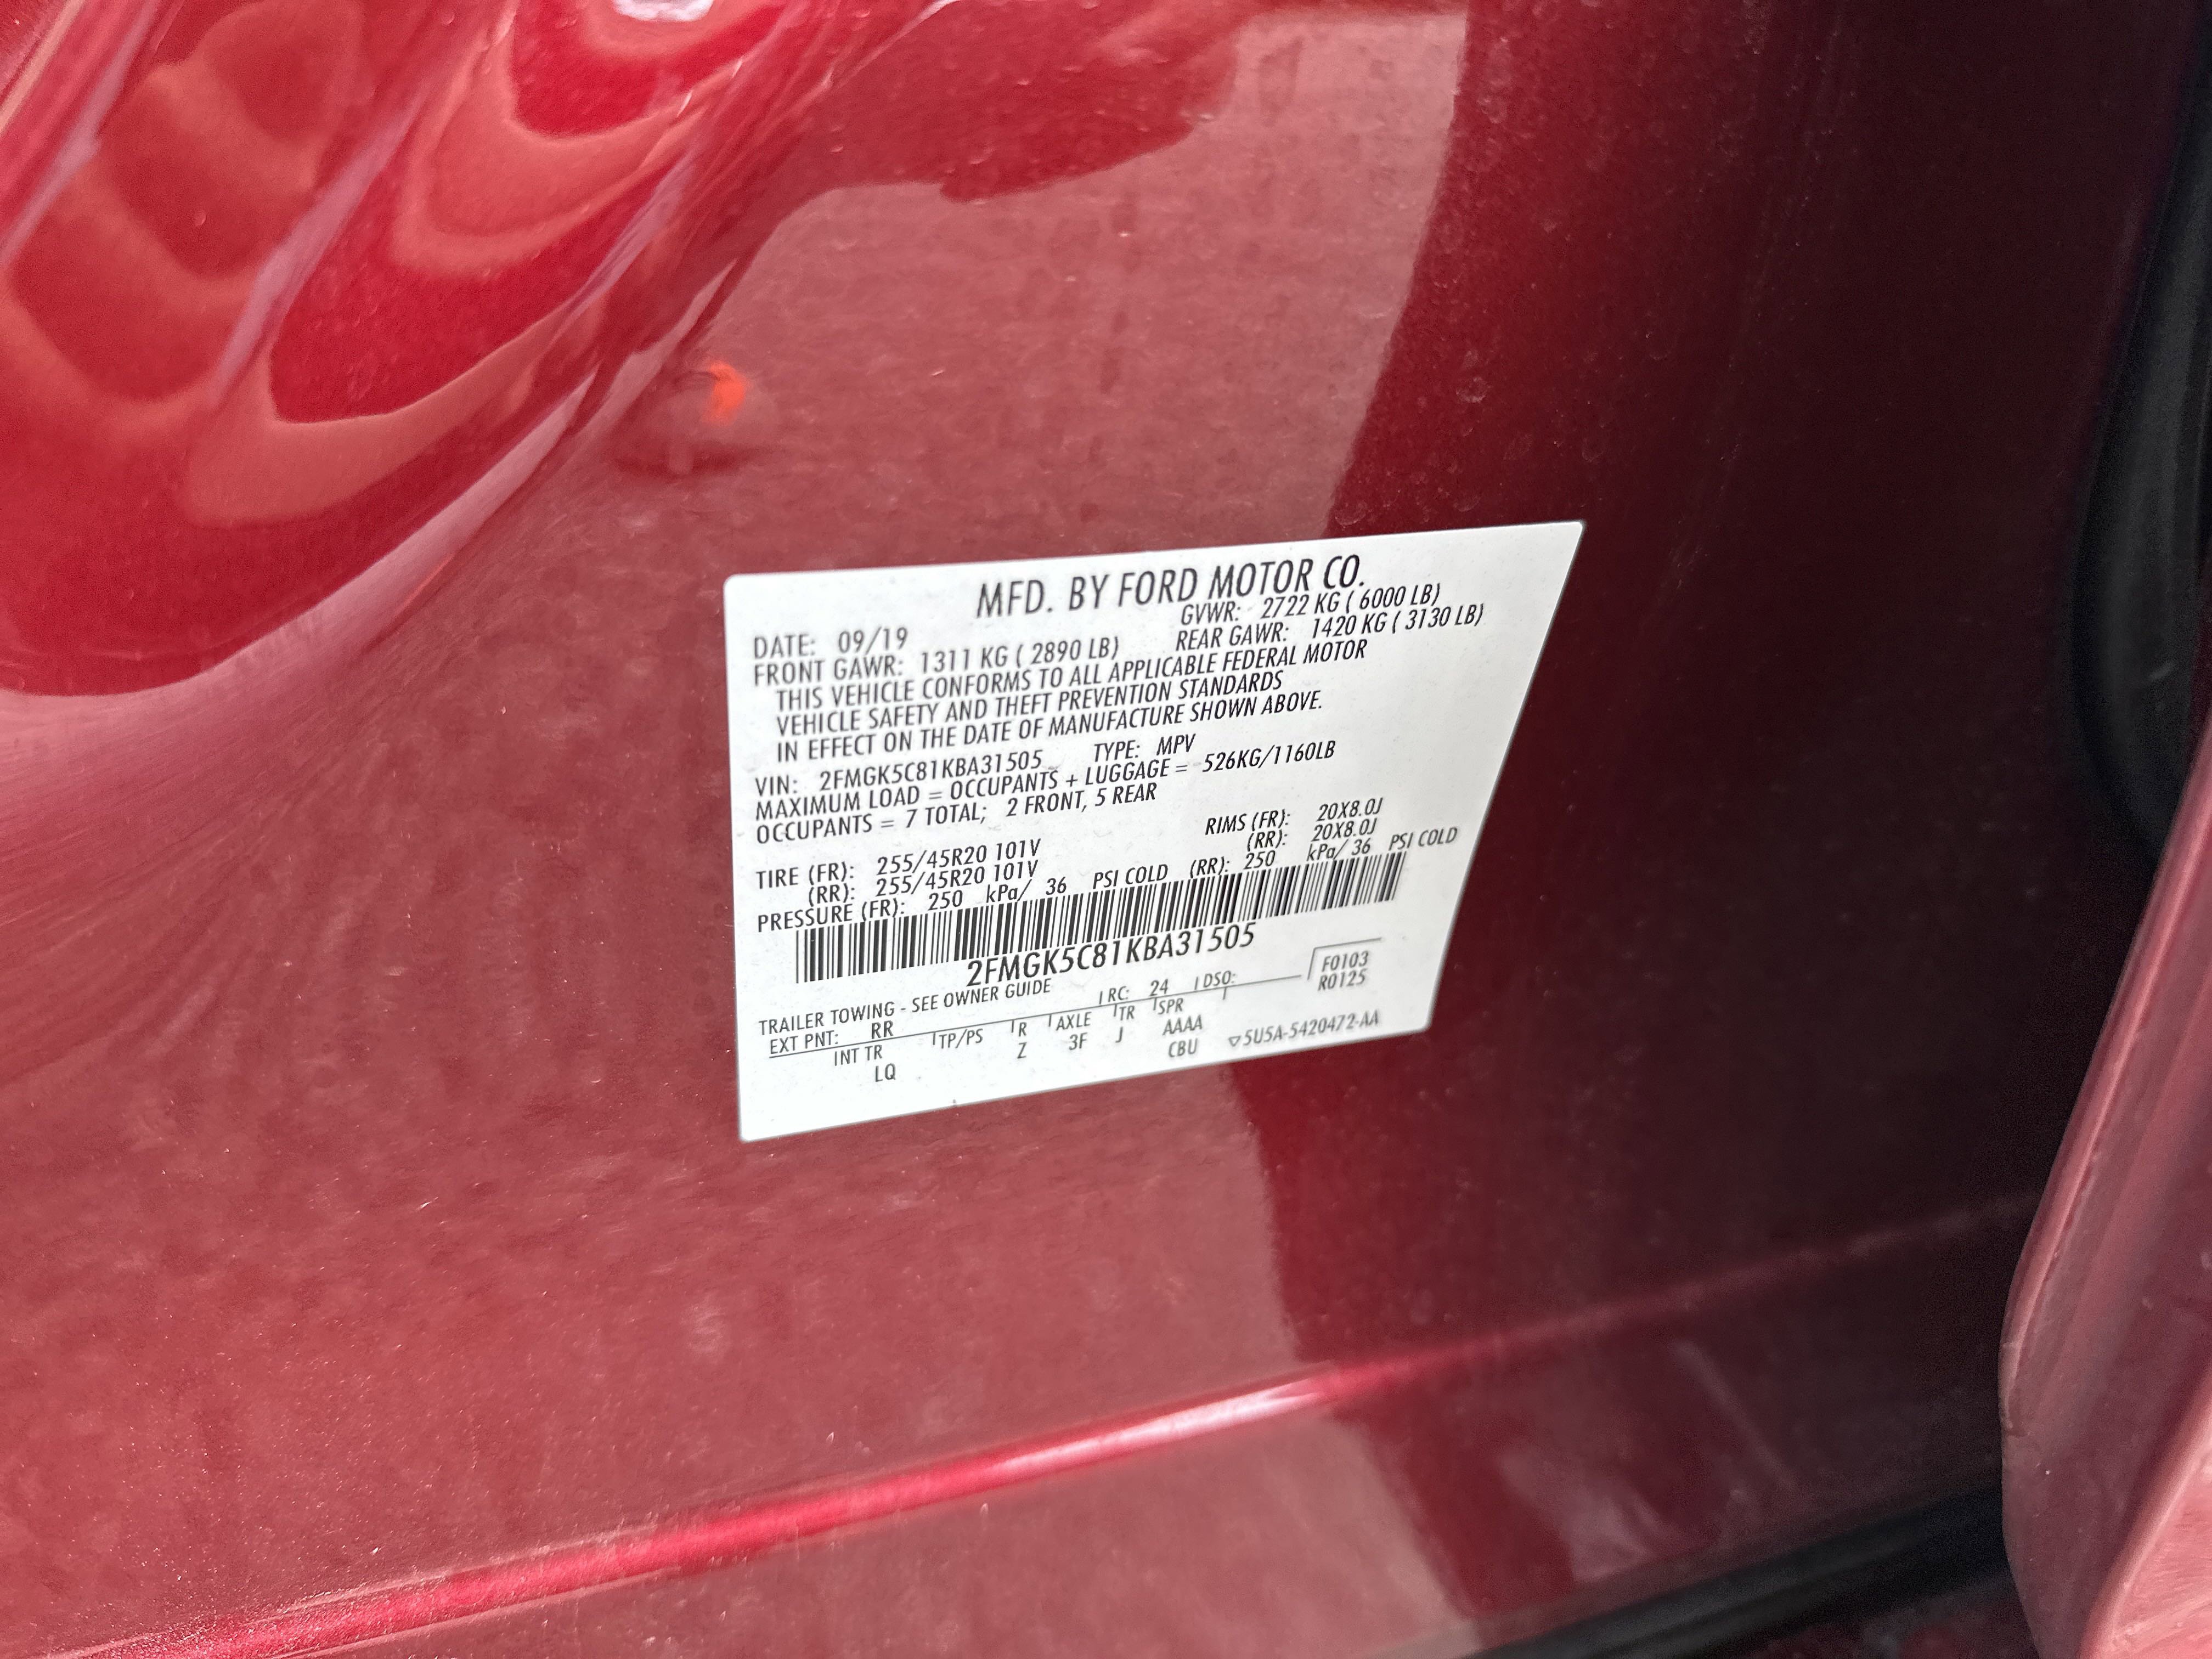 MFD. BY FORD MOTOR CO.
DATE: 09/19 GVWR: 2722 KG ( 6000 LB)
FRONT GAWR: 1311 KG ( 2890 LB) REAR GAWR: 1420 KG ( 3130 LB)
THIS VEHICLE CONFORMS TO ALL APPLICABLE FEDERAL MOTOR
VEHICLE SAFETY AND THEFT PREVENTION STANDARDS
IN EFFECT ON THE DATE OF MANUFACTURE SHOWN ABOVE.
VIN: 2FMGK5C81KBA31505 TYPE: MPV
MAXIMUM LOAD = OCCUPANTS + LUGGAGE = 526KG/1160LB
OCCUPANTS = 7 TOTAL; 2 FRONT, 5 REAR
TIRE (FR): 255/45R20 101V RIMS (FR): 20X8.0J
(RR): 255/45R20 101V (RR): 20X8.0J
PRESSURE (FR): 250 kPa/ 36 PSI COLD (RR): 250 kPa/ 36 PSI COLD
2FMGK5C81KBA31505
TRAILER TOWING - SEE OWNER GUIDE F0103
EXT PNT: RR RC: 24 DSO: R0125
INT TR TP/PS R AXLE TR SPR
LQ Z 3F J AAAA
CBU ▽5U5A-5420472-AA